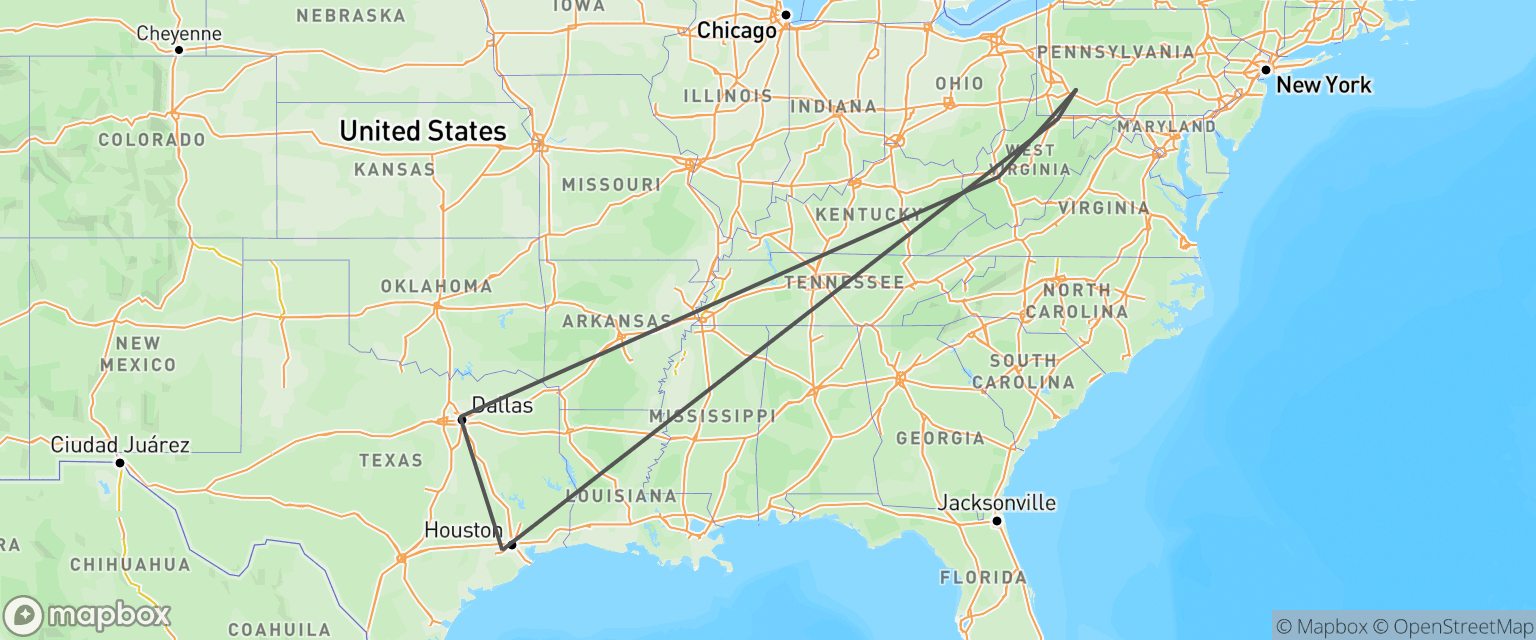 NEBRASKA
IOWA
Cheyenne
Chicago
PENNSYLVANIA
OHIO
New York
ILLINOIS
INDIANA
United States
COLORADO
MARYLAND
KANSAS
WEST
VIRGINIA
MISSOURI
KENTUCKY
VIRGINIA
OKLAHOMA
TENNESSEE
NORTH
CAROLINA
ARKANSAS
NEW
MEXICO
SOUTH
CAROLINA
Dallas
MISSISSIPPI
Ciudad Juárez
GEORGIA
TEXAS
LOUISIANA
Jacksonville
Houston
RA
CHIHUAHUA
FLORIDA
mapbox
COAHUILA
© Mapbox © OpenStreetMap